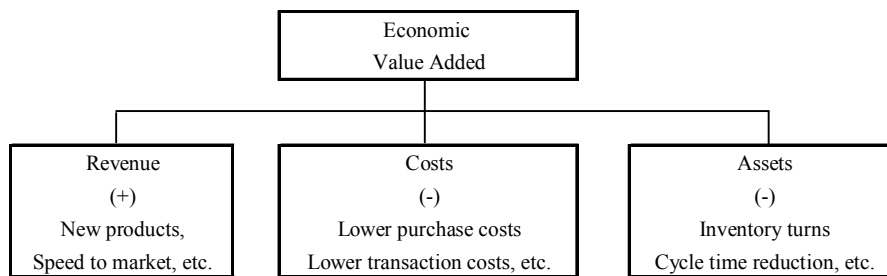 Economic
Value Added
Revenue
(+)
New products,
Speed to market, etc.
Costs
(-)
Lower purchase costs
Lower transaction costs, etc.
Assets
(-)
Inventory turns
Cycle time reduction, etc.